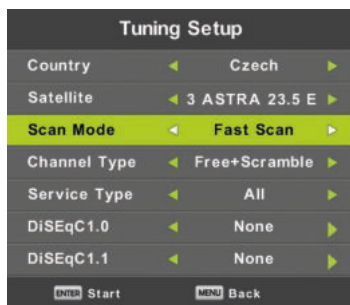 Tuning Setup
Country Czech
Satellite 3 ASTRA 23.5 E
Scan Mode Fast Scan
Channel Type Free+Scramble
Service Type All
DiSEqC1.0 None
DiSEqC1.1 None
ENTER Start MENU Back